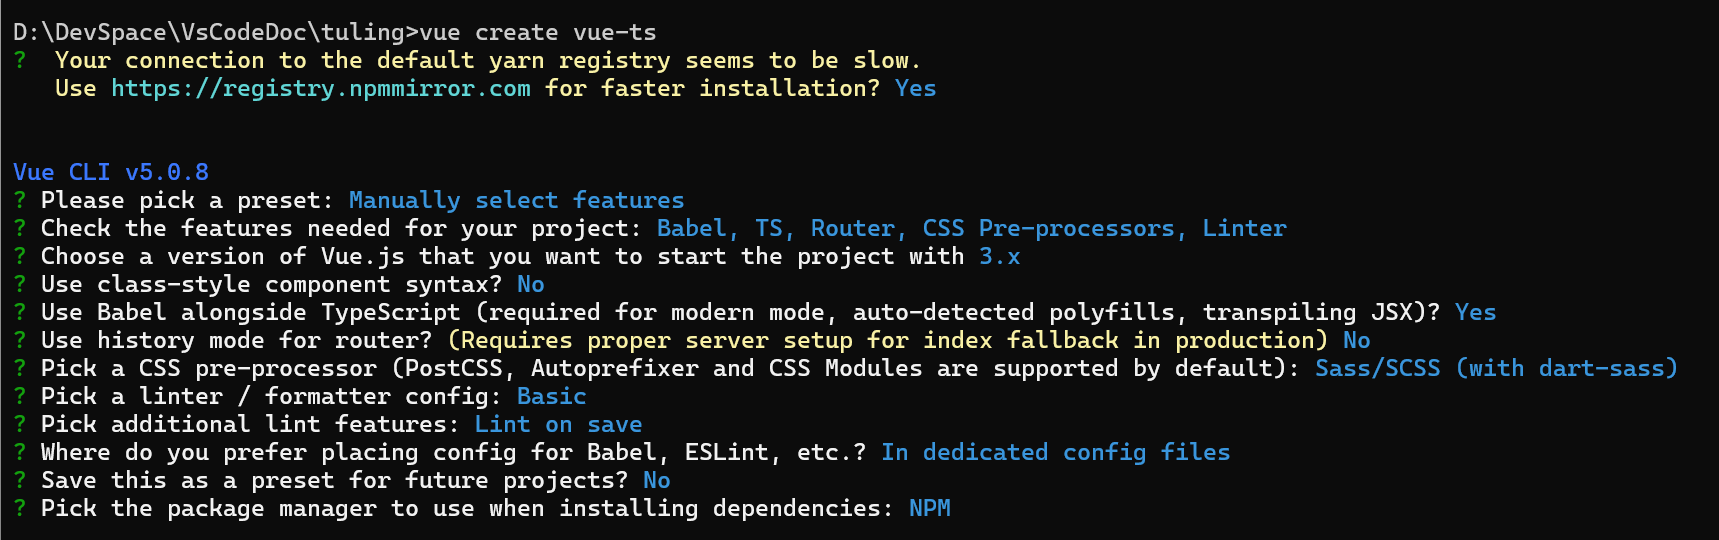 D:\DevSpace\VsCodeDoc\tuling>vue create vue-ts
?  Your connection to the default yarn registry seems to be slow.
   Use https://registry.npmmirror.com for faster installation? Yes
Vue CLI v5.0.8
? Please pick a preset: Manually select features
? Check the features needed for your project: Babel, TS, Router, CSS Pre-processors, Linter
? Choose a version of Vue.js that you want to start the project with 3.x
? Use class-style component syntax? No
? Use Babel alongside TypeScript (required for modern mode, auto-detected polyfills, transpiling JSX)? Yes
? Use history mode for router? (Requires proper server setup for index fallback in production) No
? Pick a CSS pre-processor (PostCSS, Autoprefixer and CSS Modules are supported by default): Sass/SCSS (with dart-sass)
? Pick a linter / formatter config: Basic
? Pick additional lint features: Lint on save
? Where do you prefer placing config for Babel, ESLint, etc.? In dedicated config files
? Save this as a preset for future projects? No
? Pick the package manager to use when installing dependencies: NPM